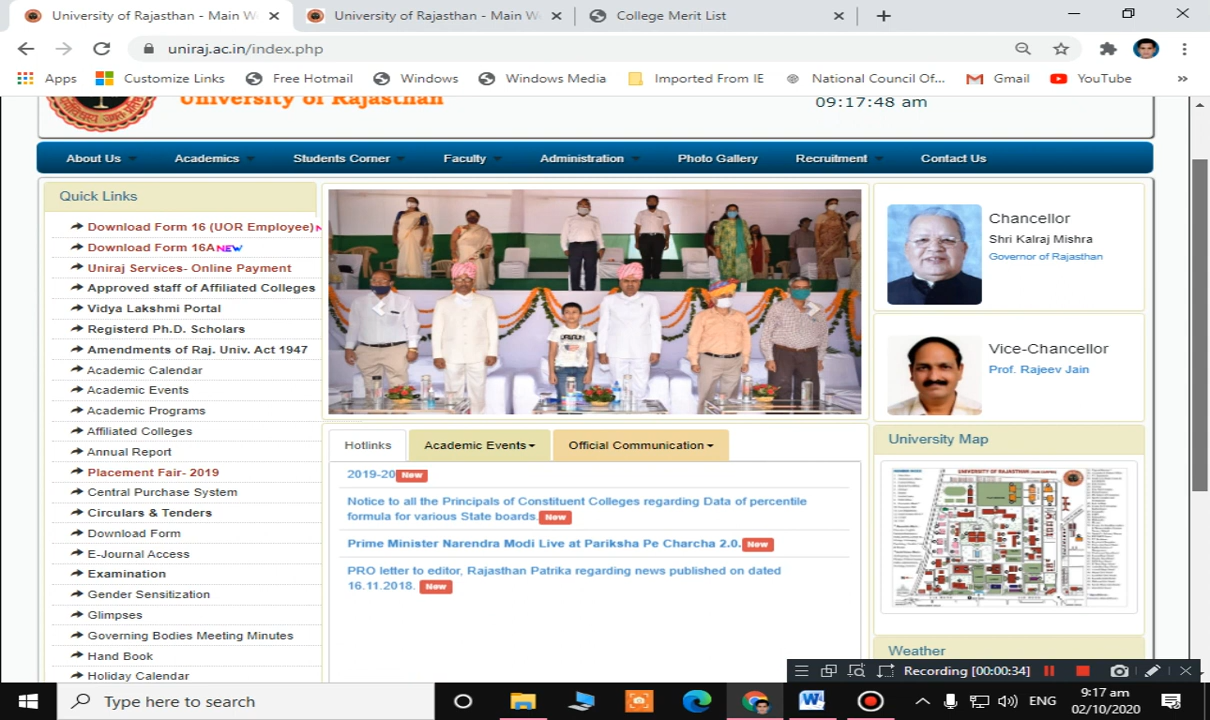 University of Rajasthan - Main W
University of Rajasthan - Main W
College Merit List
uniraj.ac.in/index.php
Apps
Customize Links
Free Hotmail
Windows
Windows Media
Imported From IE
National Council Of...
Gmail
YouTube
»
University of Rajasthan
09:17:48 am
About Us
Academics
Students Corner
Faculty
Administration
Photo Gallery
Recruitment
Contact Us
Quick Links
Download Form 16 (UOR Employee)
Download Form 16A NEW
Uniraj Services- Online Payment
Approved staff of Affiliated Colleges
Vidya Lakshmi Portal
Registerd Ph.D. Scholars
Amendments of Raj. Univ. Act 1947
Academic Calendar
Academic Events
Academic Programs
Affiliated Colleges
Annual Report
Placement Fair- 2019
Central Purchase System
Circulars & Tenders
Download Form
E-Journal Access
Examination
Gender Sensitization
Glimpses
Governing Bodies Meeting Minutes
Hand Book
Holiday Calendar
Hotlinks
Academic Events
Official Communication
2019-20 New
Notice to all the Principals of Constituent Colleges regarding Data of percentile
formula for various State boards. New
Prime Minister Narendra Modi Live at Pariksha Pe Charcha 2.0. New
PRO letter to editor, Rajasthan Patrika regarding news published on dated
16.11.2018. New
Chancellor
Shri Kalraj Mishra
Governor of Rajasthan
Vice-Chancellor
Prof. Rajeev Jain
University Map
UNIVERSITY OF RAJASTHAN
Weather
Recording [00:00:34]
Type here to search
ENG
9:17 am
02/10/2020